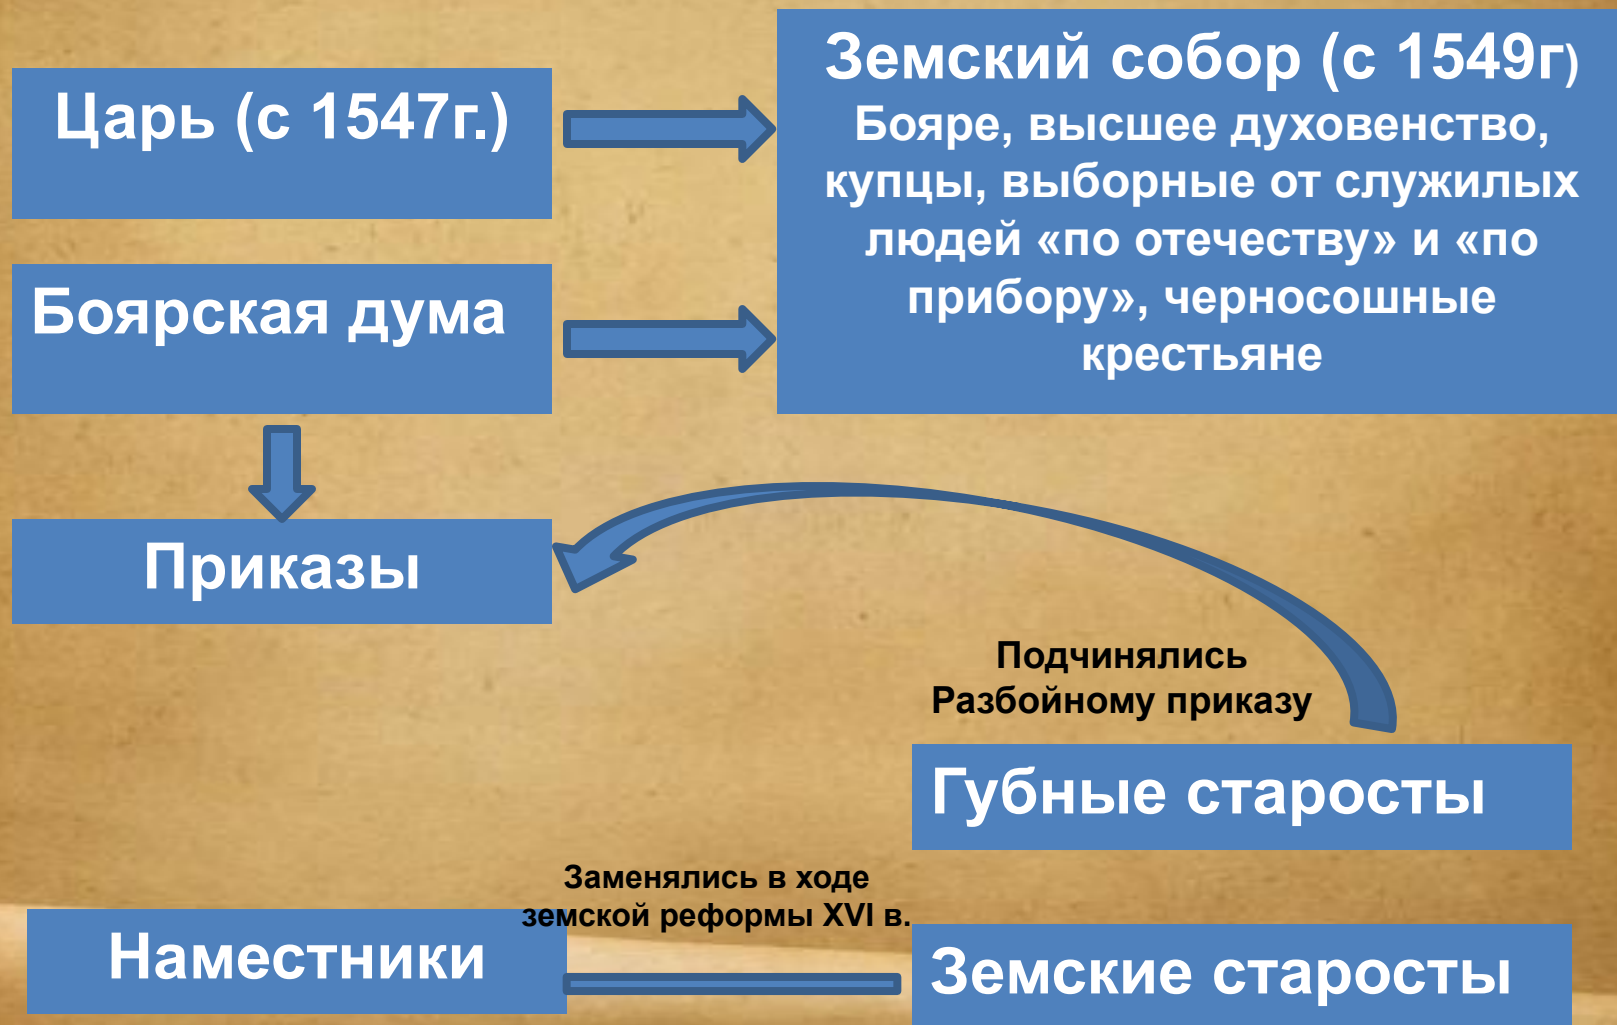 Царь (с 1547г.)
Земский собор (с 1549г)
Бояре, высшее духовенство,
купцы, выборные от служилых
людей «по отечеству» и «по
прибору», черносошные
крестьяне
Боярская дума
Приказы
Подчинялись
Разбойному приказу
Губные старосты
Заменялись в ходе
земской реформы XVI в.
Наместники
Земские старосты